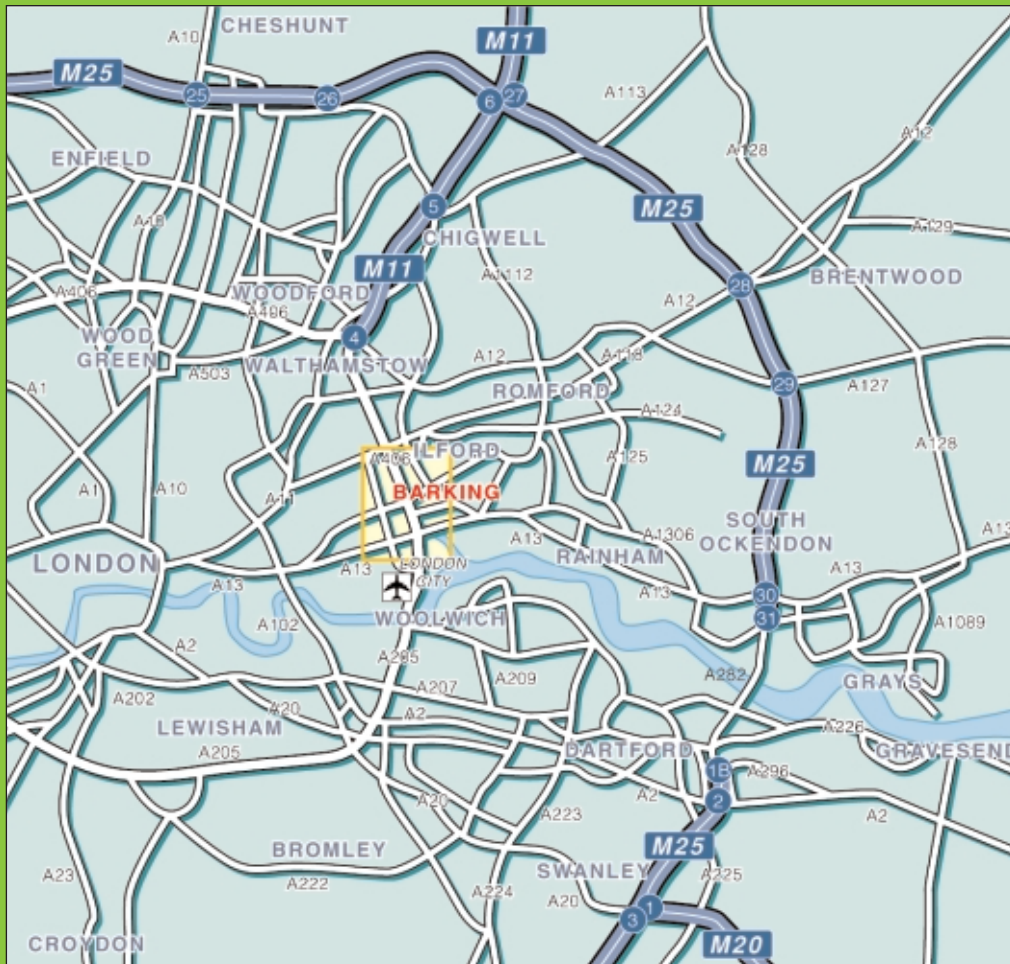 CHESHUNT
A10
M11
M25
25
26
6
27
A113
A12
A128
ENFIELD
5
M25
A10
CHIGWELL
A129
M11
A1112
BRENTWOOD
28
A406
WOODFORD
A12
A406
WOOD
GREEN
4
WALTHAMSTOW
A12
A118
A503
29
A127
A1
ROMFORD
A124
A128
ILFORD
A406
A125
M25
A1
A10
A11
BARKING
SOUTH
OCKENDON
A13
A1306
A13
LONDON
A13
LONDON
CITY
RAINHAM
A13
A13
A13
30
31
A102
WOOLWICH
A1089
A2
A205
A209
A282
GRAYS
A202
A20
A207
A2
LEWISHAM
A226
A205
DARTFORD
GRAVESEND
1B
A296
A20
A2
2
A223
A2
BROMLEY
M25
SWANLEY
A23
A222
A224
A20
A225
1
3
CROYDON
M20